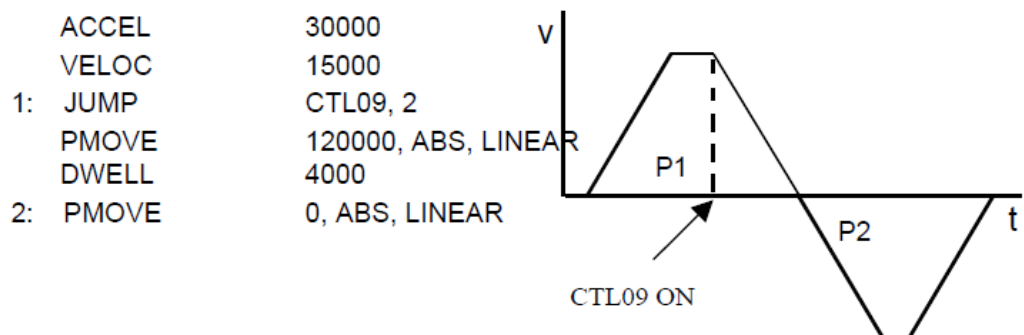 ACCEL 30000
VELOC 15000
1: JUMP CTL09, 2
PMOVE 120000, ABS, LINEAR
DWELL 4000
2: PMOVE 0, ABS, LINEAR
v
P1
t
P2
CTL09 ON